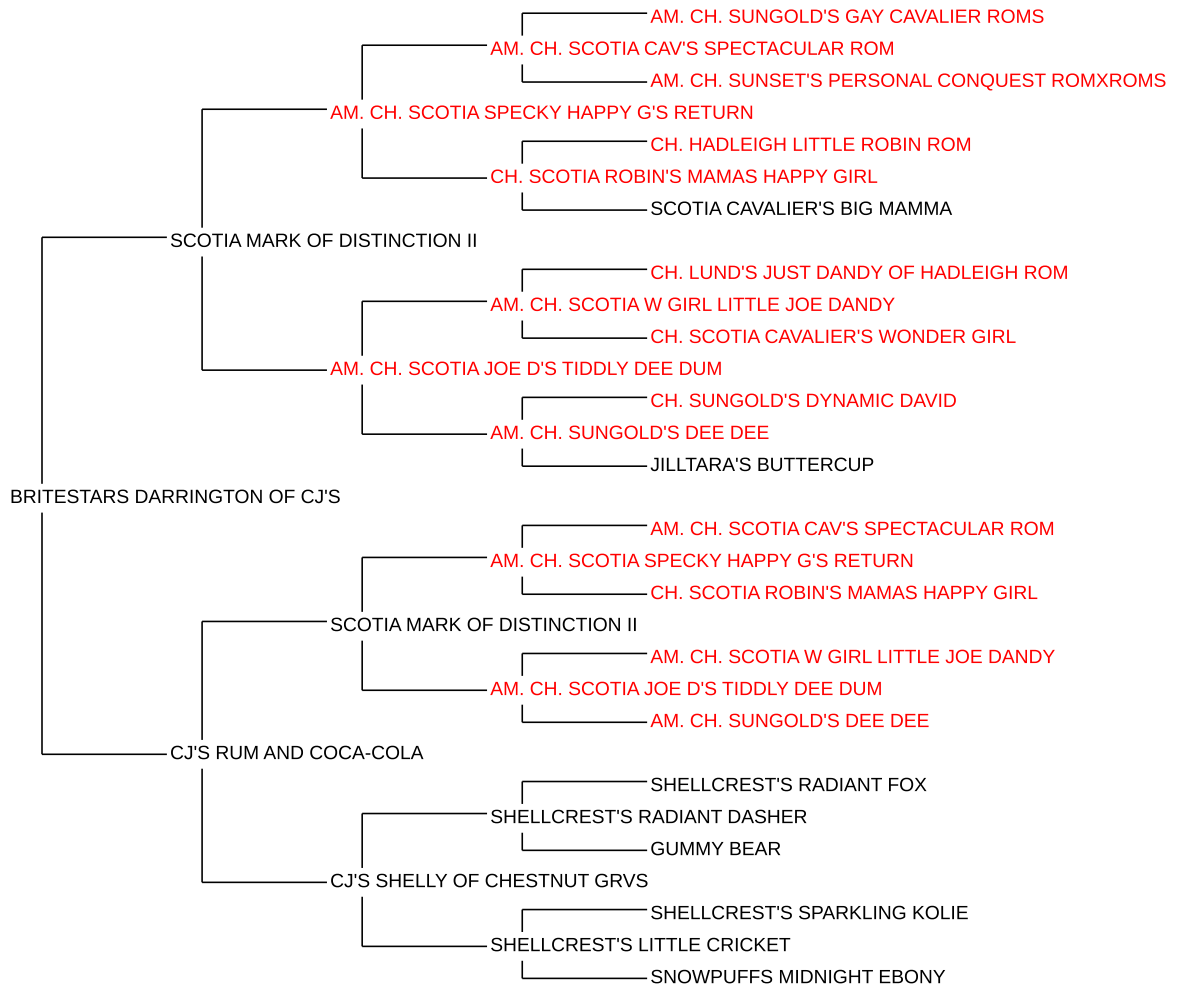 AM. CH. SUNGOLD'S GAY CAVALIER ROMS
AM. CH. SCOTIA CAV'S SPECTACULAR ROM
AM. CH. SUNSET'S PERSONAL CONQUEST ROMXROMS
AM. CH. SCOTIA SPECKY HAPPY G'S RETURN
CH. HADLEIGH LITTLE ROBIN ROM
CH. SCOTIA ROBIN'S MAMAS HAPPY GIRL
SCOTIA CAVALIER'S BIG MAMMA
SCOTIA MARK OF DISTINCTION II
CH. LUND'S JUST DANDY OF HADLEIGH ROM
AM. CH. SCOTIA W GIRL LITTLE JOE DANDY
CH. SCOTIA CAVALIER'S WONDER GIRL
AM. CH. SCOTIA JOE D'S TIDDLY DEE DUM
CH. SUNGOLD'S DYNAMIC DAVID
AM. CH. SUNGOLD'S DEE DEE
JILLTARA'S BUTTERCUP
BRITESTARS DARRINGTON OF CJ'S
AM. CH. SCOTIA CAV'S SPECTACULAR ROM
AM. CH. SCOTIA SPECKY HAPPY G'S RETURN
CH. SCOTIA ROBIN'S MAMAS HAPPY GIRL
SCOTIA MARK OF DISTINCTION II
AM. CH. SCOTIA W GIRL LITTLE JOE DANDY
AM. CH. SCOTIA JOE D'S TIDDLY DEE DUM
AM. CH. SUNGOLD'S DEE DEE
CJ'S RUM AND COCA-COLA
SHELLCREST'S RADIANT FOX
SHELLCREST'S RADIANT DASHER
GUMMY BEAR
CJ'S SHELLY OF CHESTNUT GRVS
SHELLCREST'S SPARKLING KOLIE
SHELLCREST'S LITTLE CRICKET
SNOWPUFFS MIDNIGHT EBONY